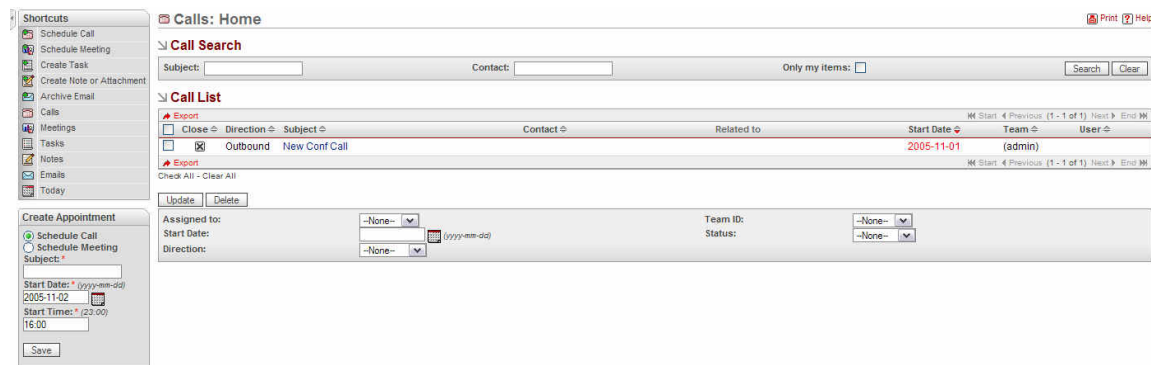 Shortcuts
Schedule Call
Schedule Meeting
Create Task
Create Note or Attachment
Archive Email
Calls
Meetings
Tasks
Notes
Emails
Today
Create Appointment
Schedule Call
Schedule Meeting
Subject: *
Start Date: * (yyyy-mm-dd)
2005-11-02
Start Time: * (23:00)
16:00
Save
Calls: Home
Print Help
Call Search
Subject: Contact: Only my items: Search Clear
Call List
Export Start Previous (1 - 1 of 1) Next End
Close Direction Subject Contact Related to Start Date Team User
Outbound New Conf Call 2005-11-01 (admin)
Export Start Previous (1 - 1 of 1) Next End
Check All - Clear All
Update Delete
Assigned to: --None-- Team ID: --None--
Start Date: (yyyy-mm-dd) Status: --None--
Direction: --None--